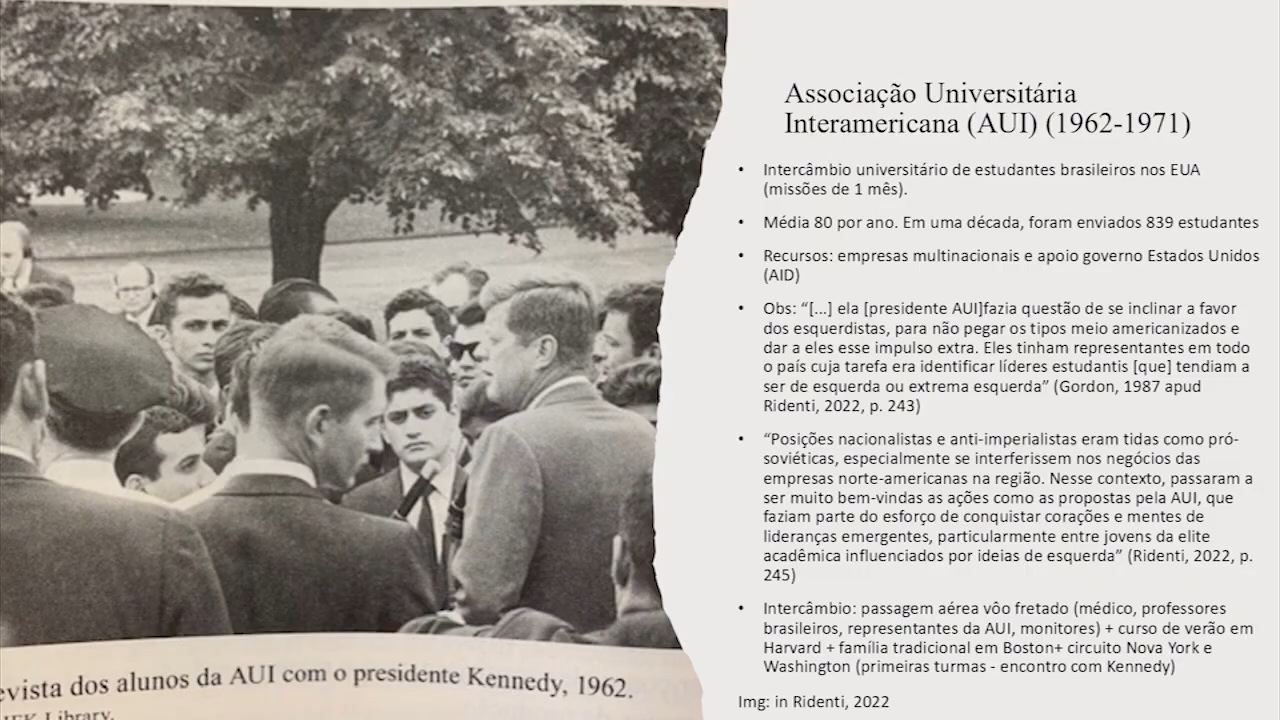 Associação Universitária
Interamericana (AUI) (1962-1971)
• Intercâmbio universitário de estudantes brasileiros nos EUA
(missões de 1 mês).
• Média 80 por ano. Em uma década, foram enviados 839 estudantes
• Recursos: empresas multinacionais e apoio governo Estados Unidos
(AID)
• Obs: “[...] ela [presidente AUI]fazia questão de se inclinar a favor
dos esquerdistas, para não pegar os tipos meio americanizados e
dar a eles esse impulso extra. Eles tinham representantes em todo
o país cuja tarefa era identificar líderes estudantis [que] tendiam a
ser de esquerda ou extrema esquerda” (Gordon, 1987 apud
Ridenti, 2022, p. 243)
• “Posições nacionalistas e anti-imperialistas eram tidas como pró-
soviéticas, especialmente se interferissem nos negócios das
empresas norte-americanas na região. Nesse contexto, passaram a
ser muito bem-vindas as ações como as propostas pela AUI, que
faziam parte do esforço de conquistar corações e mentes de
lideranças emergentes, particularmente entre jovens da elite
acadêmica influenciados por ideias de esquerda” (Ridenti, 2022, p.
245)
• Intercâmbio: passagem aérea vôo fretado (médico, professores
brasileiros, representantes da AUI, monitores) + curso de verão em
Harvard + família tradicional em Boston+ circuito Nova York e
Washington (primeiras turmas - encontro com Kennedy)
Img: in Ridenti, 2022
evista dos alunos da AUI com o presidente Kennedy, 1962.
JFK Library.